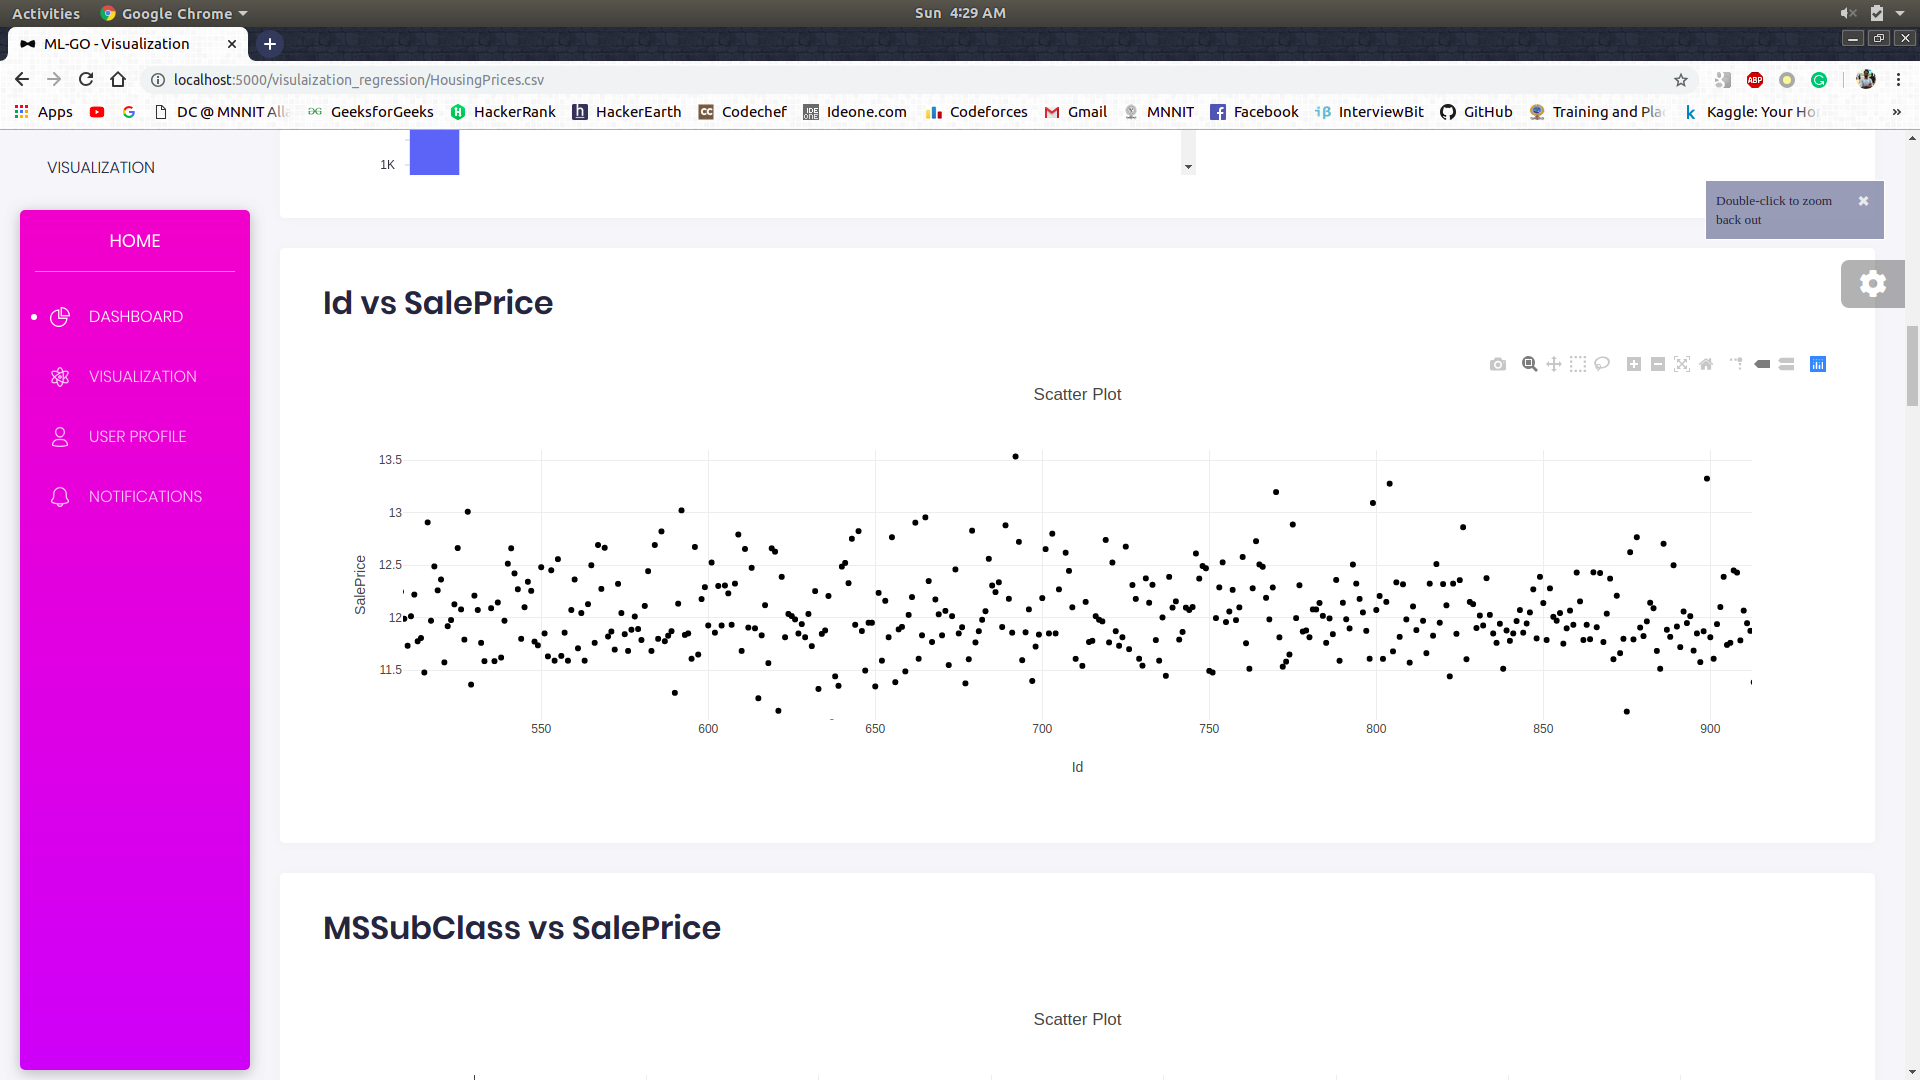 Activities Google Chrome Sun 4:29 AM
ML-GO - Visualization
localhost:5000/visulaization_regression/HousingPrices.csv
ABP
Apps DC @ MNNIT Alla GeeksforGeeks HackerRank HackerEarth Codechef Ideone.com Codeforces Gmail MNNIT Facebook InterviewBit GitHub Training and Pla Kaggle: Your Ho »
VISUALIZATION
1K
Double-click to zoom
back out
HOME
DASHBOARD
VISUALIZATION
USER PROFILE
NOTIFICATIONS
Id vs SalePrice
Scatter Plot
13.5
13
12.5
12
11.5
SalePrice
550 600 650 700 750 800 850 900
Id
MSSubClass vs SalePrice
Scatter Plot